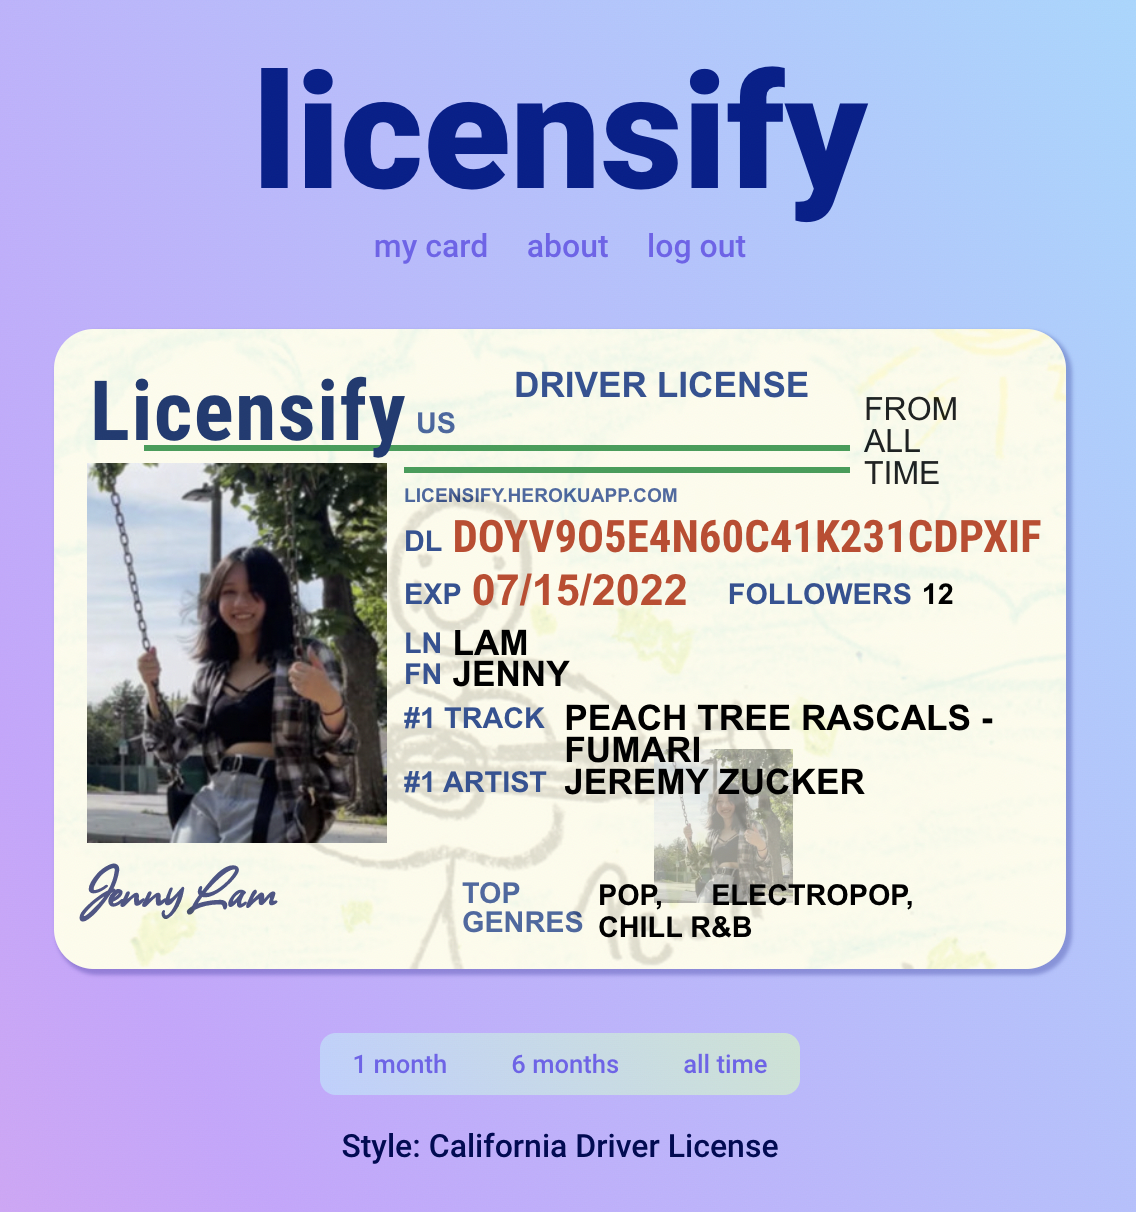 licensify
my card about log out
Licensify US
DRIVER LICENSE
FROM
ALL
TIME
LICENSIFY.HEROKUAPP.COM
DL DOYV9O5E4N60C41K231CDPXIF
EXP 07/15/2022 FOLLOWERS 12
LN LAM
FN JENNY
#1 TRACK PEACH TREE RASCALS -
FUMARI
#1 ARTIST JEREMY ZUCKER
Jenny Lam
TOP
GENRES
POP, ELECTROPOP,
CHILL R&B
1 month 6 months all time
Style: California Driver License